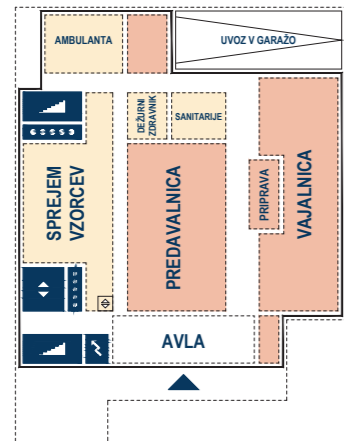 AMBULANTA
UVOZ V GARAŽO
DEŽURNI
ZDRAVNIK
SANITARIJE
SPREJEM
VZORCEV
PREDAVALNICA
PRIPRAVA
VAJALNICA
AVLA